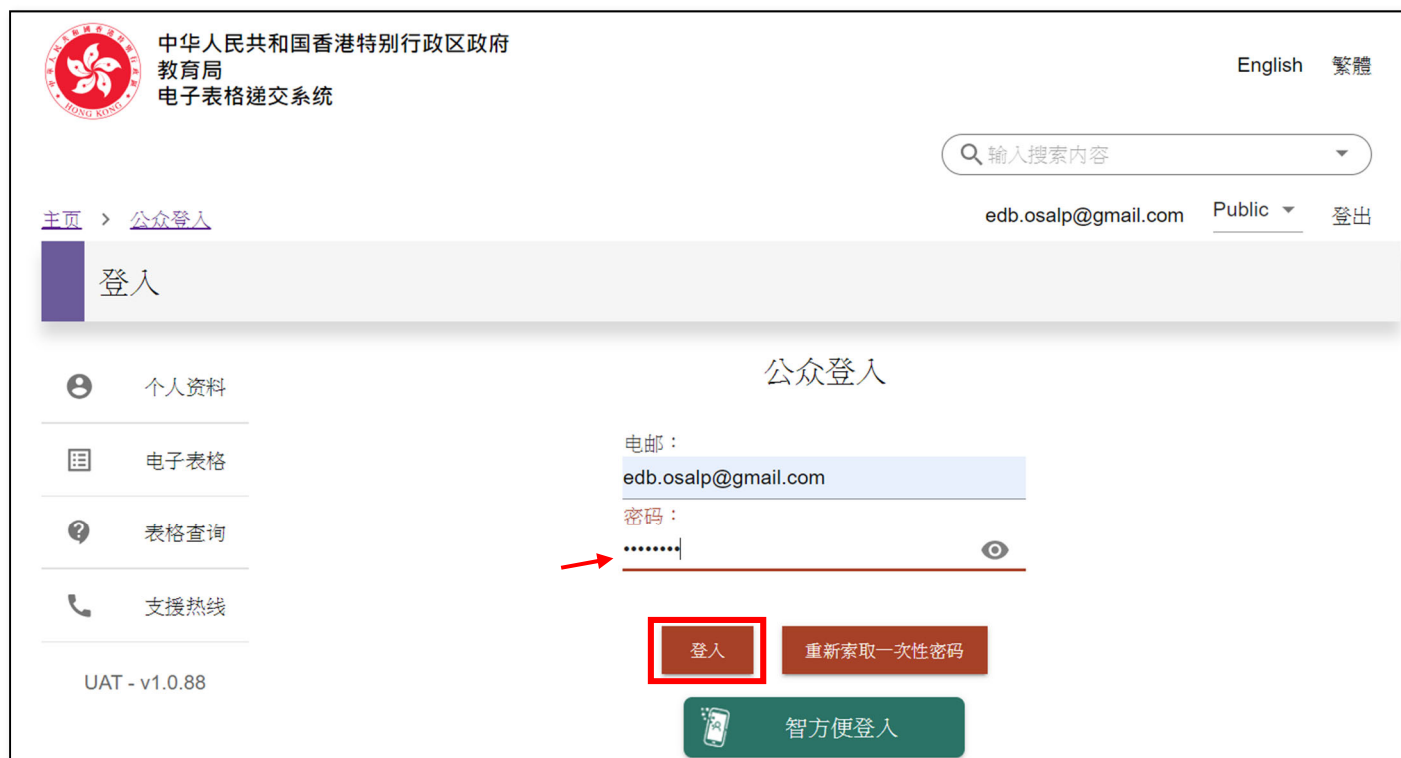 中华人民共和国香港特别行政区政府
教育局
电子表格递交系统
HONG KONG
English 繁體
输入搜索内容
主页 > 公众登入
edb.osalp@gmail.com Public 登出
登入
公众登入
个人资料
电子表格
表格查询
支援热线
UAT - v1.0.88
电邮：
edb.osalp@gmail.com
密码：
••••••••
登入 重新索取一次性密码
智方便登入